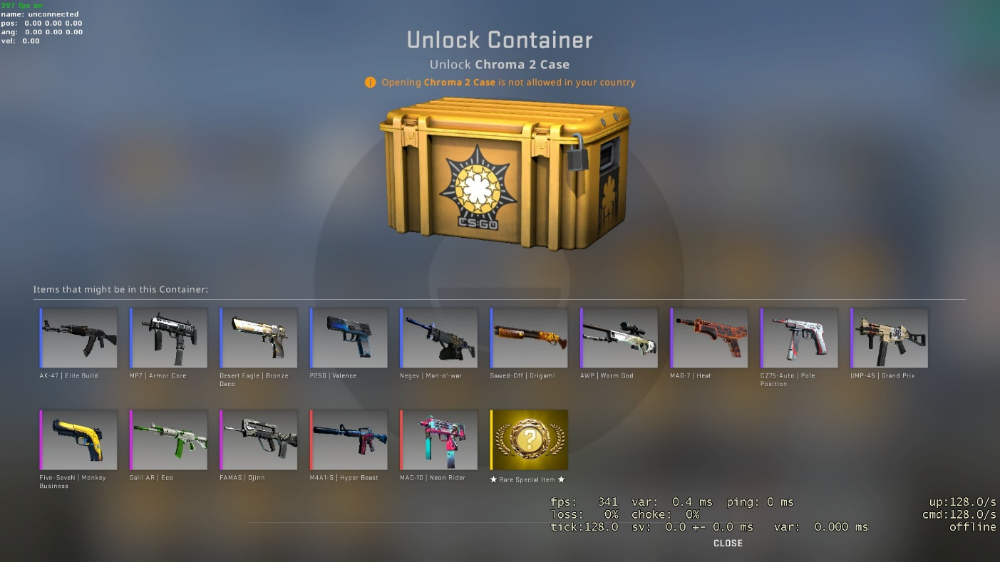 297 fps on
name: unconnected
pos: 0.00 0.00 0.00
ang: 0.00 0.00 0.00
vel: 0.00
Unlock Container
Unlock Chroma 2 Case
Opening Chroma 2 Case is not allowed in your country
CS:GO
Items that might be in this Container:
AK-47 | Elite Build
MP7 | Armor Core
Desert Eagle | Bronze
Deco
P250 | Valence
Negev | Man-o'-war
Sawed-Off | Origami
AWP | Worm God
MAG-7 | Heat
CZ75-Auto | Pole
Position
UMP-45 | Grand Prix
Five-SeveN | Monkey
Business
Galil AR | Eco
FAMAS | Djinn
M4A1-S | Hyper Beast
MAC-10 | Neon Rider
?
★ Rare Special Item ★
fps: 341 var: 0.4 ms ping: 0 ms up:128.0/s
loss: 0% choke: 0% cmd:128.0/s
tick:128.0 sv: 0.0 +- 0.0 ms var: 0.000 ms offline
CLOSE